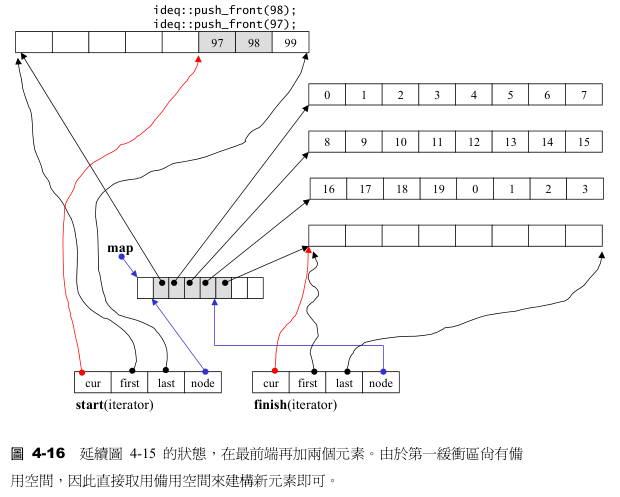 ideq::push_front(98);
ideq::push_front(97);
97 98 99
0 1 2 3 4 5 6 7
8 9 10 11 12 13 14 15
16 17 18 19 0 1 2 3
map
cur first last node
start(iterator)
cur first last node
finish(iterator)
圖 4-16 延續圖 4-15 的狀態，在最前端再加兩個元素。由於第一緩衝區尚有備
用空間，因此直接取用備用空間來建構新元素即可。